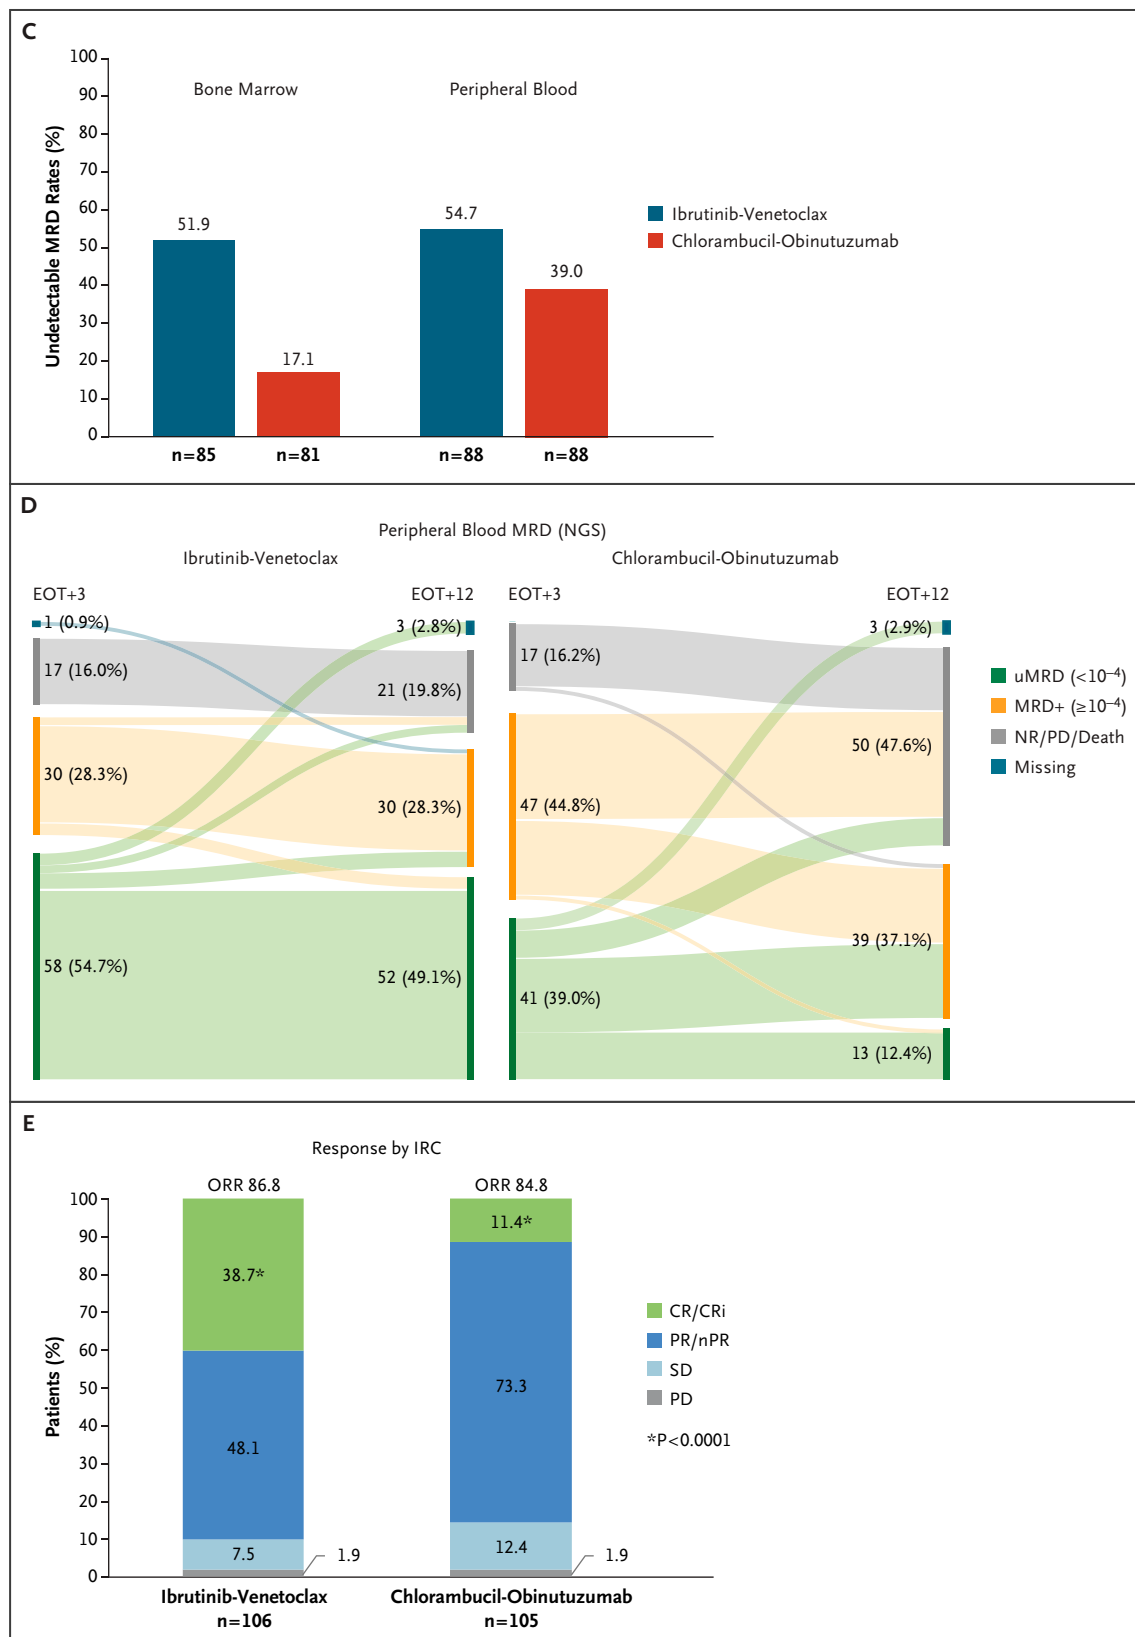 C
100
90
80
70
60
50
40
30
20
10
0
Undetectable MRD Rates (%)
Bone Marrow
Peripheral Blood
51.9
17.1
54.7
39.0
n=85
n=81
n=88
n=88
Ibrutinib-Venetoclax
Chlorambucil-Obinutuzumab
D
Peripheral Blood MRD (NGS)
Ibrutinib-Venetoclax
Chlorambucil-Obinutuzumab
EOT+3
EOT+12
EOT+3
EOT+12
1 (0.9%)
17 (16.0%)
30 (28.3%)
58 (54.7%)
3 (2.8%)
21 (19.8%)
30 (28.3%)
52 (49.1%)
17 (16.2%)
47 (44.8%)
41 (39.0%)
3 (2.9%)
50 (47.6%)
39 (37.1%)
13 (12.4%)
uMRD (<10⁻⁴)
MRD+ (≥10⁻⁴)
NR/PD/Death
Missing
E
Response by IRC
100
90
80
70
60
50
40
30
20
10
0
Patients (%)
ORR 86.8
38.7*
48.1
7.5
1.9
ORR 84.8
11.4*
73.3
12.4
1.9
Ibrutinib-Venetoclax
n=106
Chlorambucil-Obinutuzumab
n=105
CR/CRi
PR/nPR
SD
PD
*P<0.0001